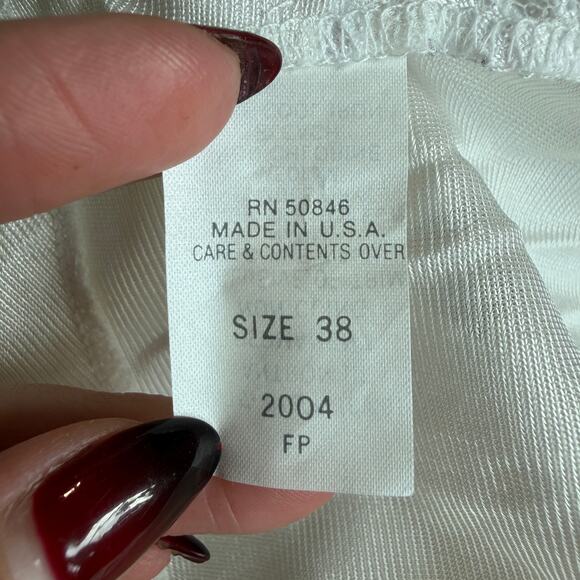 RN 50846
MADE IN U.S.A.
CARE & CONTENTS OVER
SIZE 38
2004
FP